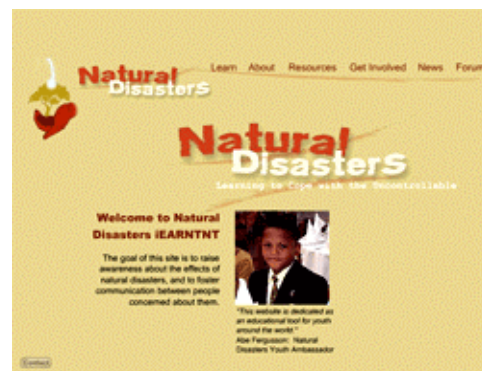 Natural
Disasters
Learn About Resources Get Involved News Forum
Natural
Disasters
Learning to Cope with the Uncontrollable
Welcome to Natural
Disasters iEARNTNT
The goal of this site is to raise
awareness about the effects of
natural disasters, and to foster
communication between people
concerned about them.
"This website is dedicated as
an educational tool for youth
around the world."
Abe Fergusson: Natural
Disasters Youth Ambassador
Contact